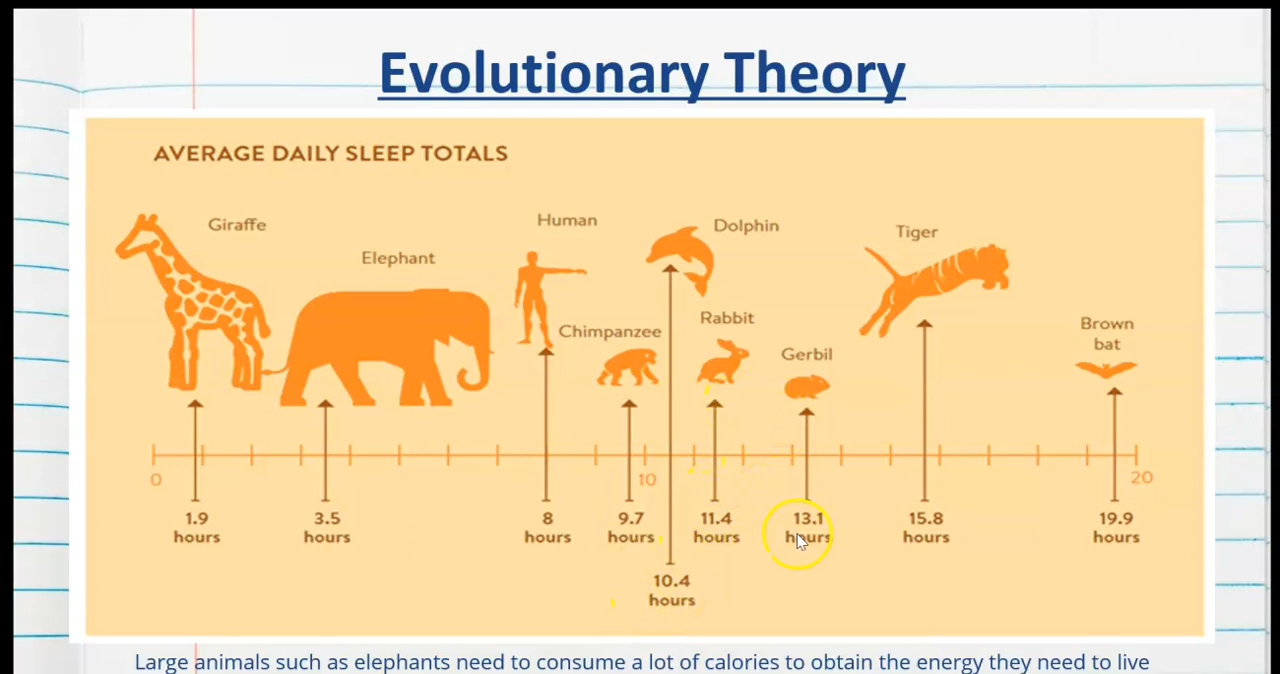 Evolutionary Theory
AVERAGE DAILY SLEEP TOTALS
Giraffe
Elephant
Human
Chimpanzee
Dolphin
Rabbit
Gerbil
Tiger
Brown
bat
0
10
20
1.9
hours
3.5
hours
8
hours
9.7
hours
10.4
hours
11.4
hours
13.1
hours
15.8
hours
19.9
hours
Large animals such as elephants need to consume a lot of calories to obtain the energy they need to live